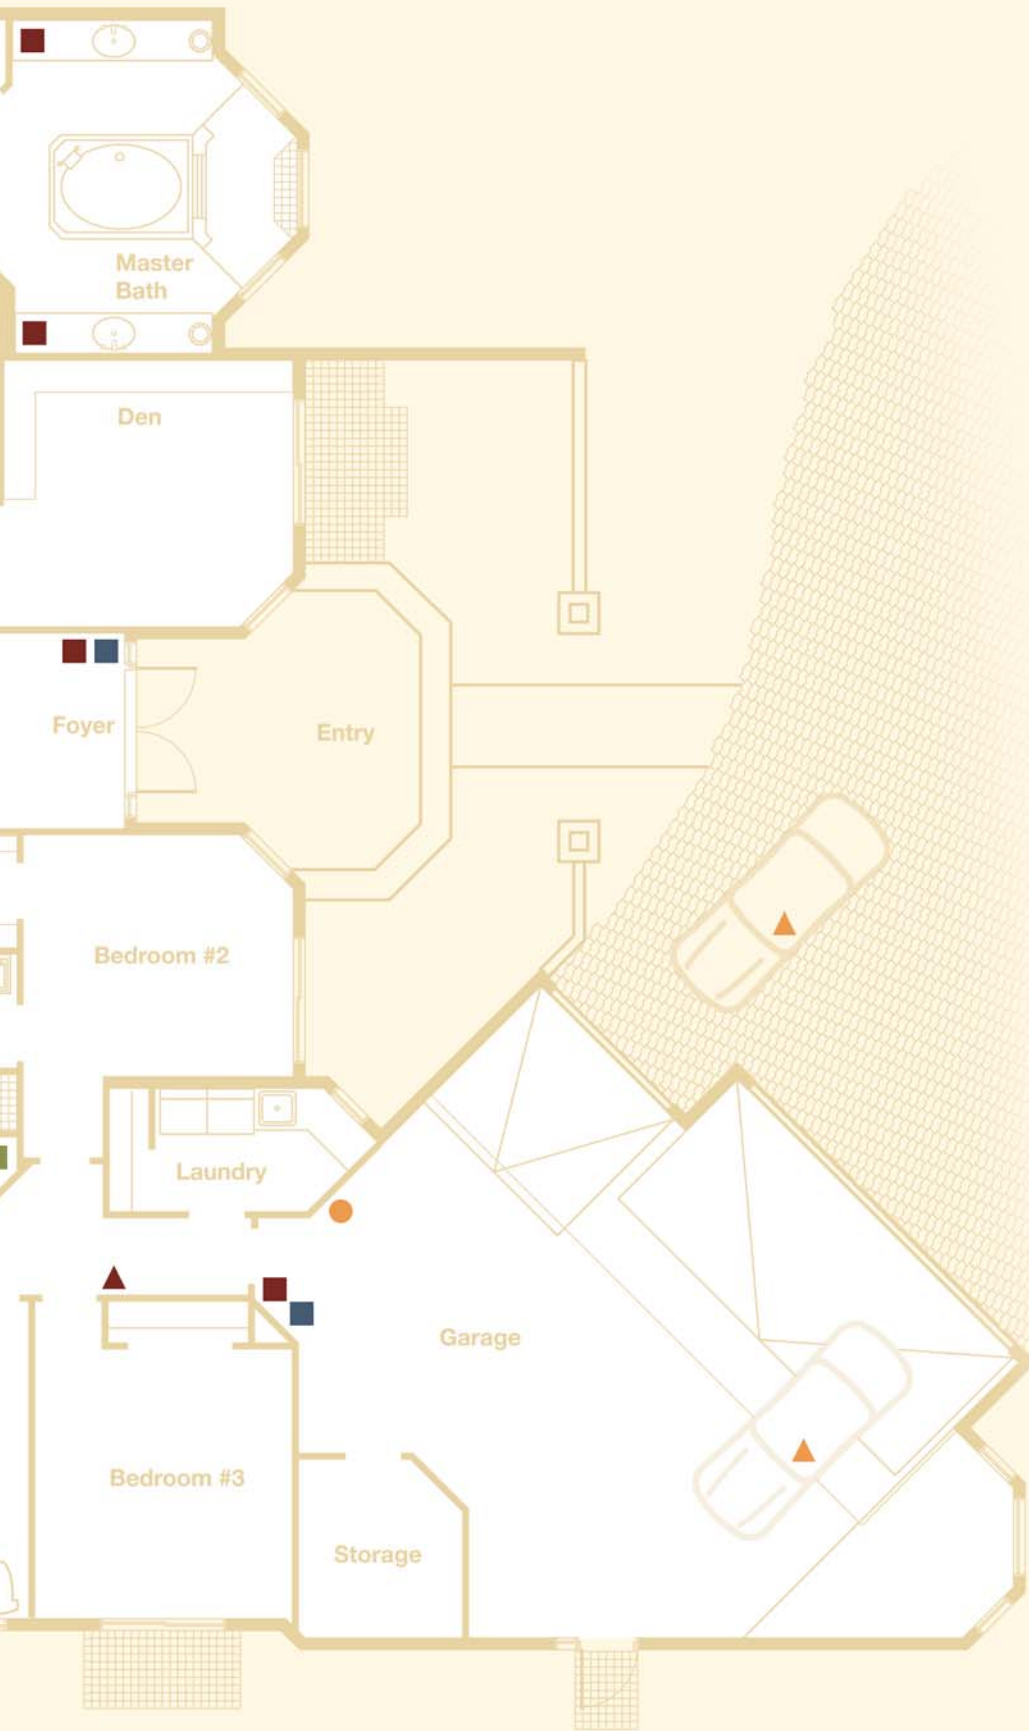 Master
Bath
Den
Foyer
Entry
Bedroom #2
Laundry
Garage
Bedroom #3
Storage